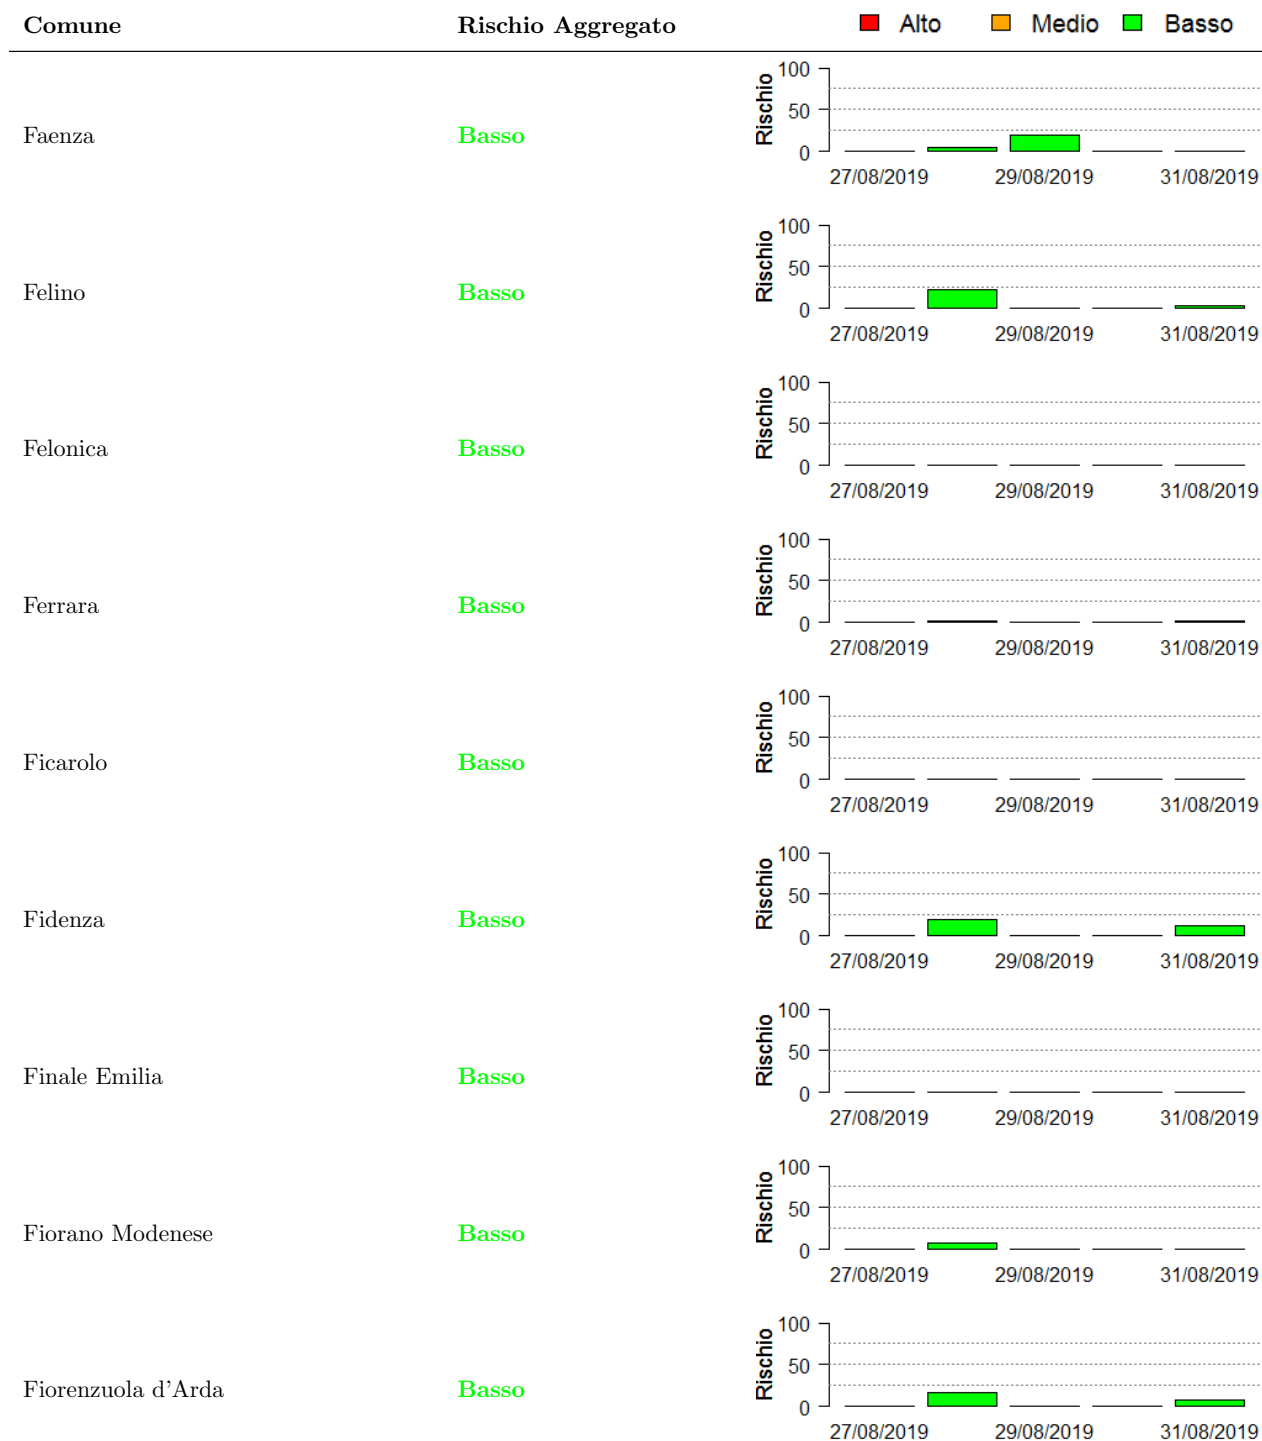 Comune Rischio Aggregato Alto Medio Basso
Faenza Basso Rischio 100 50 0
27/08/2019 29/08/2019 31/08/2019
Felino Basso Rischio 100 50 0
27/08/2019 29/08/2019 31/08/2019
Felonica Basso Rischio 100 50 0
27/08/2019 29/08/2019 31/08/2019
Ferrara Basso Rischio 100 50 0
27/08/2019 29/08/2019 31/08/2019
Ficarolo Basso Rischio 100 50 0
27/08/2019 29/08/2019 31/08/2019
Fidenza Basso Rischio 100 50 0
27/08/2019 29/08/2019 31/08/2019
Finale Emilia Basso Rischio 100 50 0
27/08/2019 29/08/2019 31/08/2019
Fiorano Modenese Basso Rischio 100 50 0
27/08/2019 29/08/2019 31/08/2019
Fiorenzuola d'Arda Basso Rischio 100 50 0
27/08/2019 29/08/2019 31/08/2019